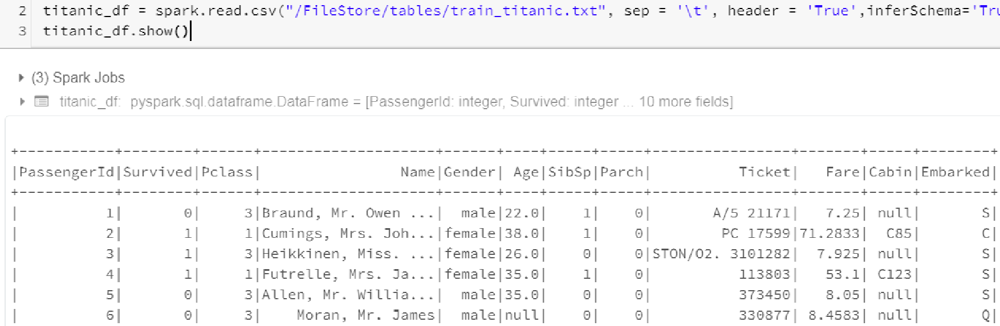 2 titanic_df = spark.read.csv("/FileStore/tables/train_titanic.txt", sep = '\t', header = 'True',inferSchema='Tru
3 titanic_df.show()
(3) Spark Jobs
titanic_df: pyspark.sql.dataframe.DataFrame = [PassengerId: integer, Survived: integer ... 10 more fields]
+-----------+--------+------+--------------------+------+----+-----+-----+----------------+-------+-----+--------+
|PassengerId|Survived|Pclass|                Name|Gender| Age|SibSp|Parch|          Ticket|   Fare|Cabin|Embarked|
+-----------+--------+------+--------------------+------+----+-----+-----+----------------+-------+-----+--------+
|          1|       0|     3|Braund, Mr. Owen ...|  male|22.0|    1|    0|       A/5 21171|   7.25| null|       S|
|          2|       1|     1|Cumings, Mrs. Joh...|female|38.0|    1|    0|        PC 17599|71.2833|  C85|       C|
|          3|       1|     3|Heikkinen, Miss. ...|female|26.0|    0|    0|STON/O2. 3101282|  7.925| null|       S|
|          4|       1|     1|Futrelle, Mrs. Ja...|female|35.0|    1|    0|          113803|   53.1| C123|       S|
|          5|       0|     3|Allen, Mr. Willia...|  male|35.0|    0|    0|          373450|   8.05| null|       S|
|          6|       0|     3|    Moran, Mr. James|  male|null|    0|    0|          330877| 8.4583| null|       Q|